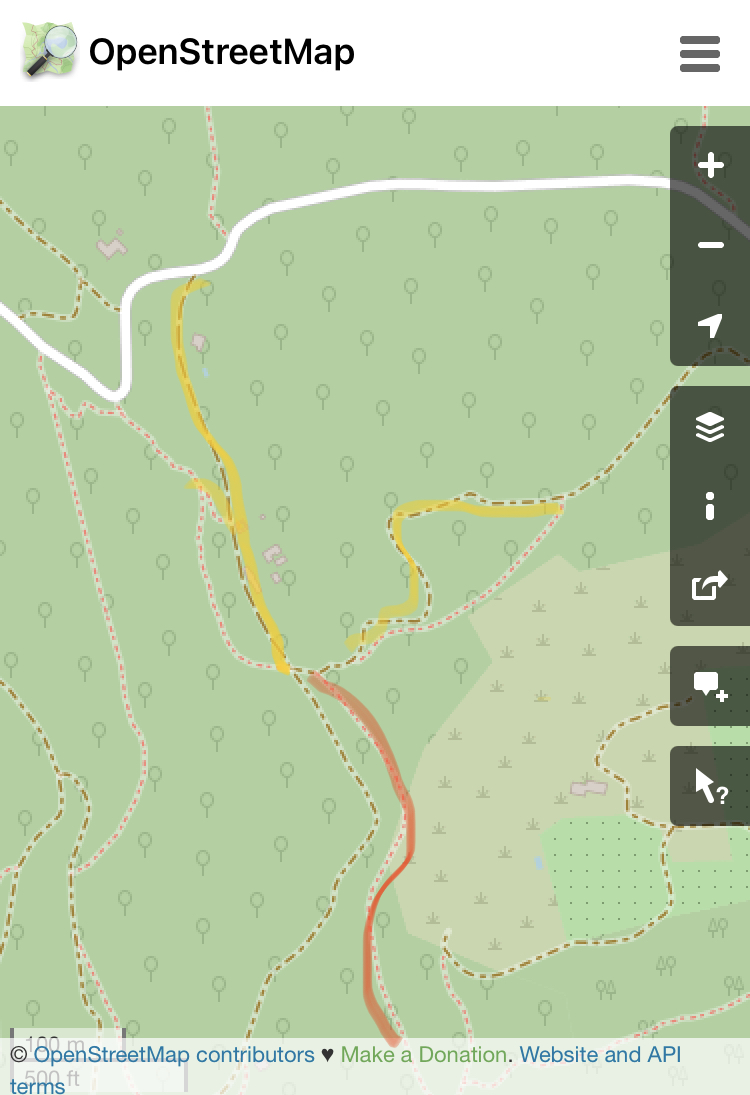 OpenStreetMap
?
100 m
© OpenStreetMap contributors ♥ Make a Donation. Website and API
500 ft
terms